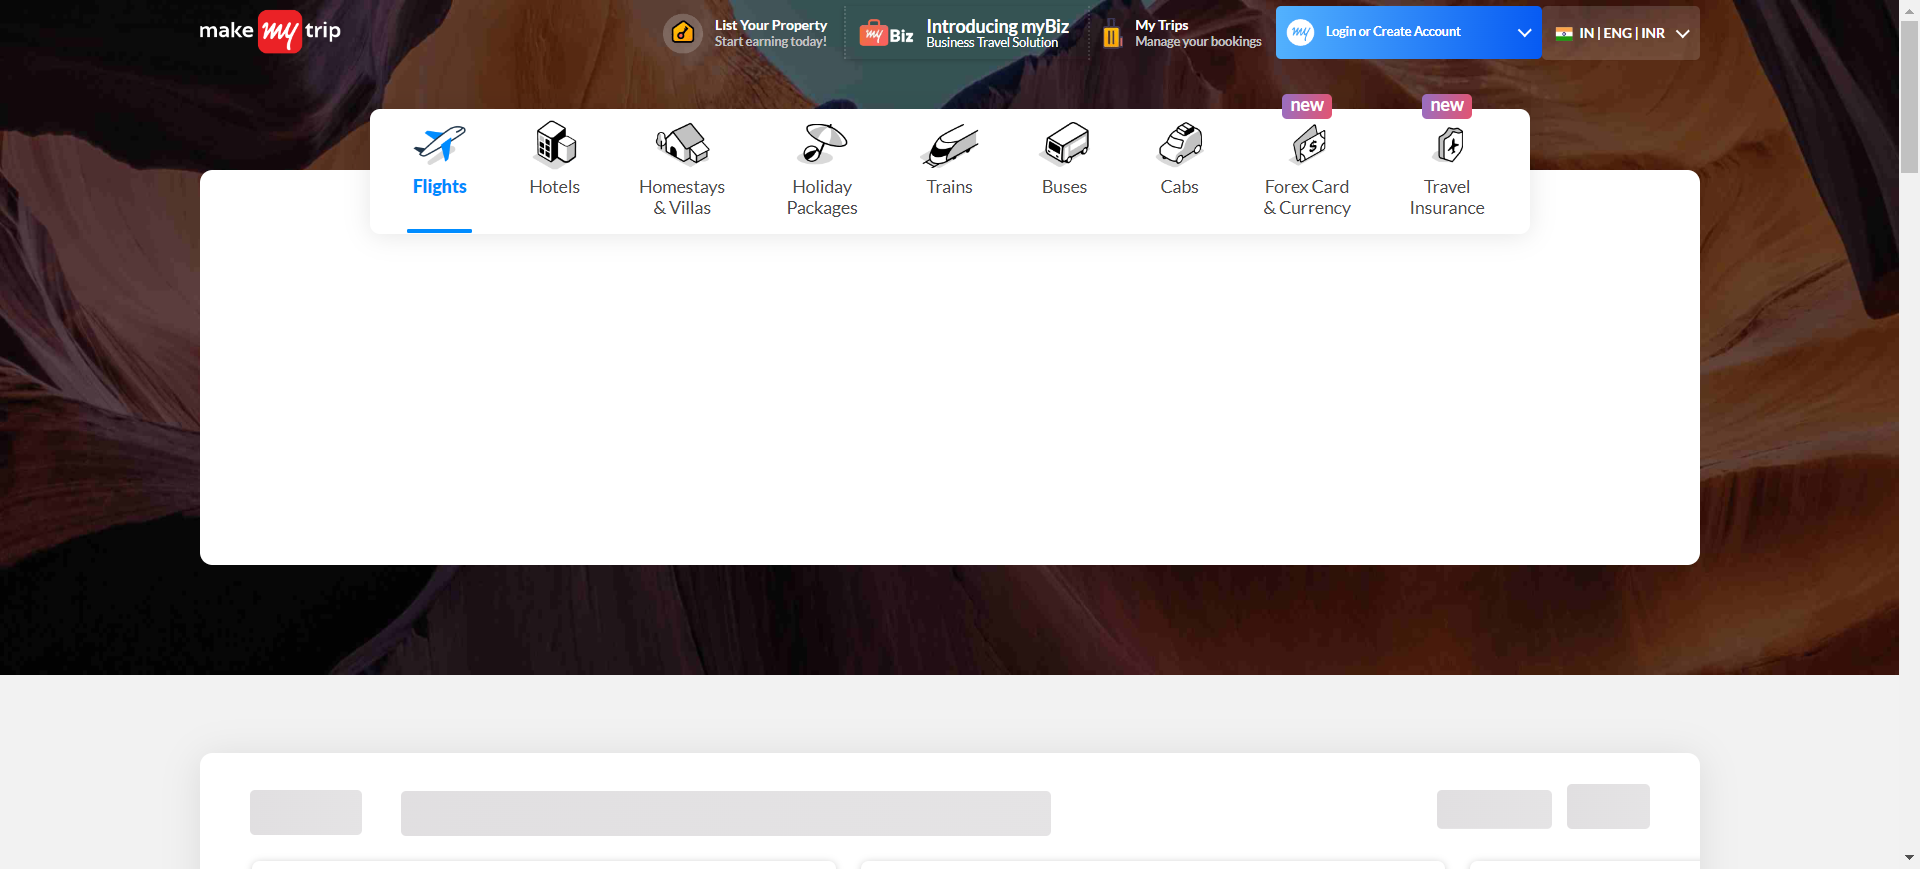 make my trip
List Your Property
Start earning today!
my Biz
Introducing myBiz
Business Travel Solution
My Trips
Manage your bookings
my
Login or Create Account
IN | ENG | INR
new
new
Flights
Hotels
Homestays
& Villas
Holiday
Packages
Trains
Buses
Cabs
Forex Card
& Currency
Travel
Insurance